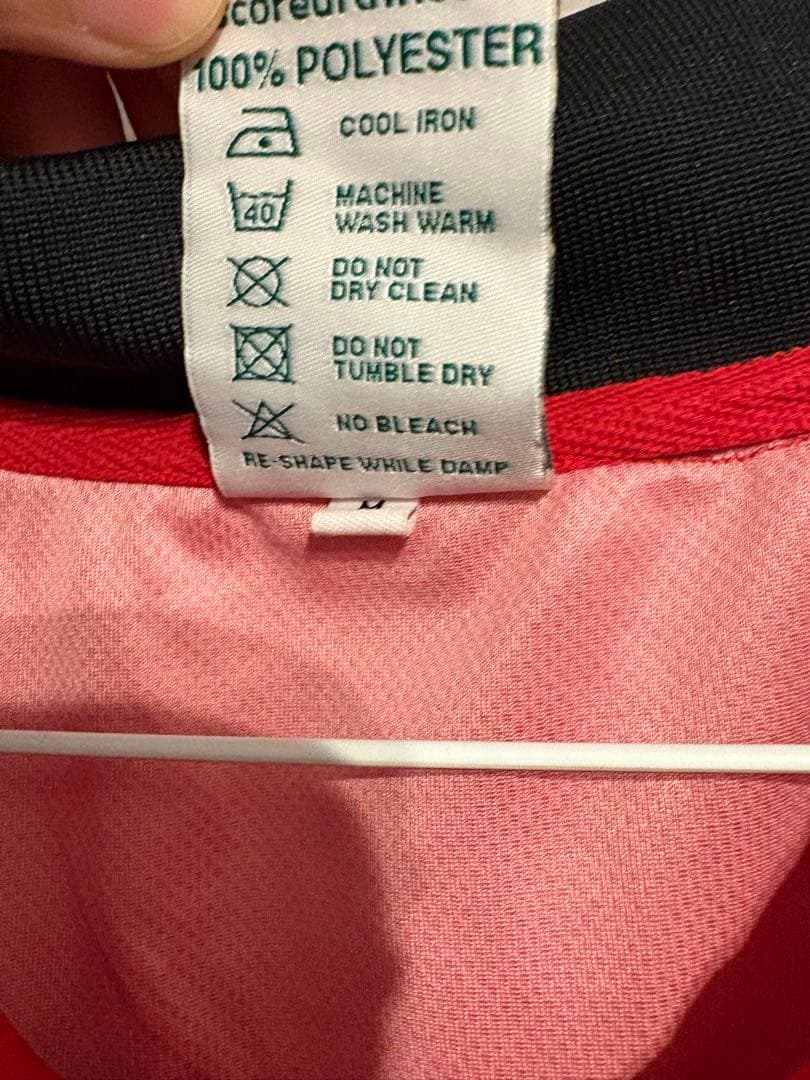 scoredraw
100% POLYESTER
COOL IRON
40
MACHINE
WASH WARM
DO NOT
DRY CLEAN
DO NOT
TUMBLE DRY
NO BLEACH
RE-SHAPE WHILE DAMP